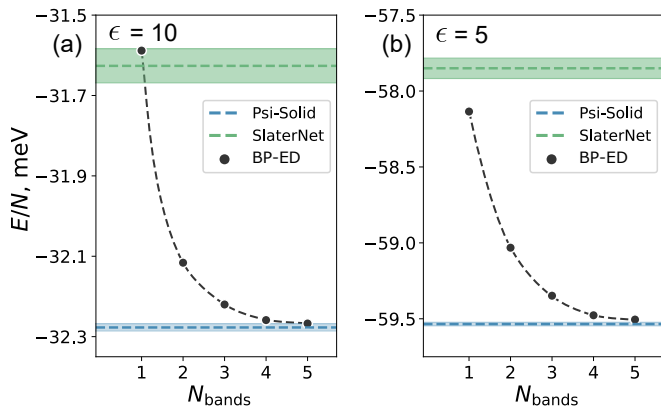 (a) ϵ = 10
E/N, meV
−31.5
−31.7
−31.9
−32.1
−32.3
Psi-Solid
SlaterNet
BP-ED
1 2 3 4 5
N_bands
(b) ϵ = 5
−57.5
−58.0
−58.5
−59.0
−59.5
Psi-Solid
SlaterNet
BP-ED
1 2 3 4 5
N_bands